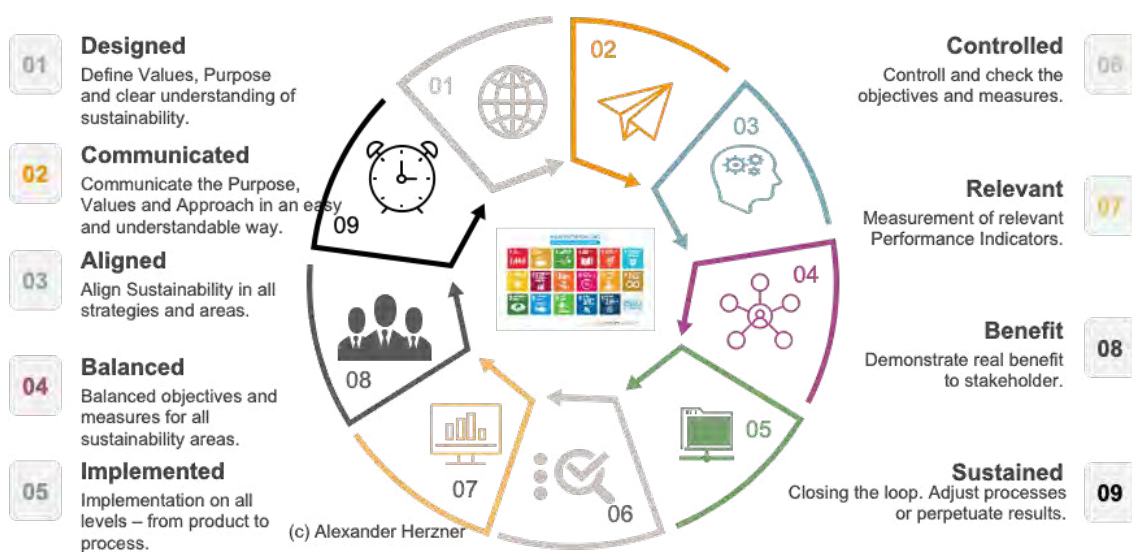 01
Designed
Define Values, Purpose
and clear understanding of
sustainability.
02
Communicated
Communicate the Purpose,
Values and Approach in an easy
and understandable way.
03
Aligned
Align Sustainability in all
strategies and areas.
04
Balanced
Balanced objectives and
measures for all
sustainability areas.
05
Implemented
Implementation on all
levels – from product to
process.
01
02
03
04
05
06
07
08
09
(c) Alexander Herzner
Controlled
06
Controll and check the
objectives and measures.
Relevant
07
Measurement of relevant
Performance Indicators.
Benefit
08
Demonstrate real benefit
to stakeholder.
Sustained
09
Closing the loop. Adjust processes
or perpetuate results.